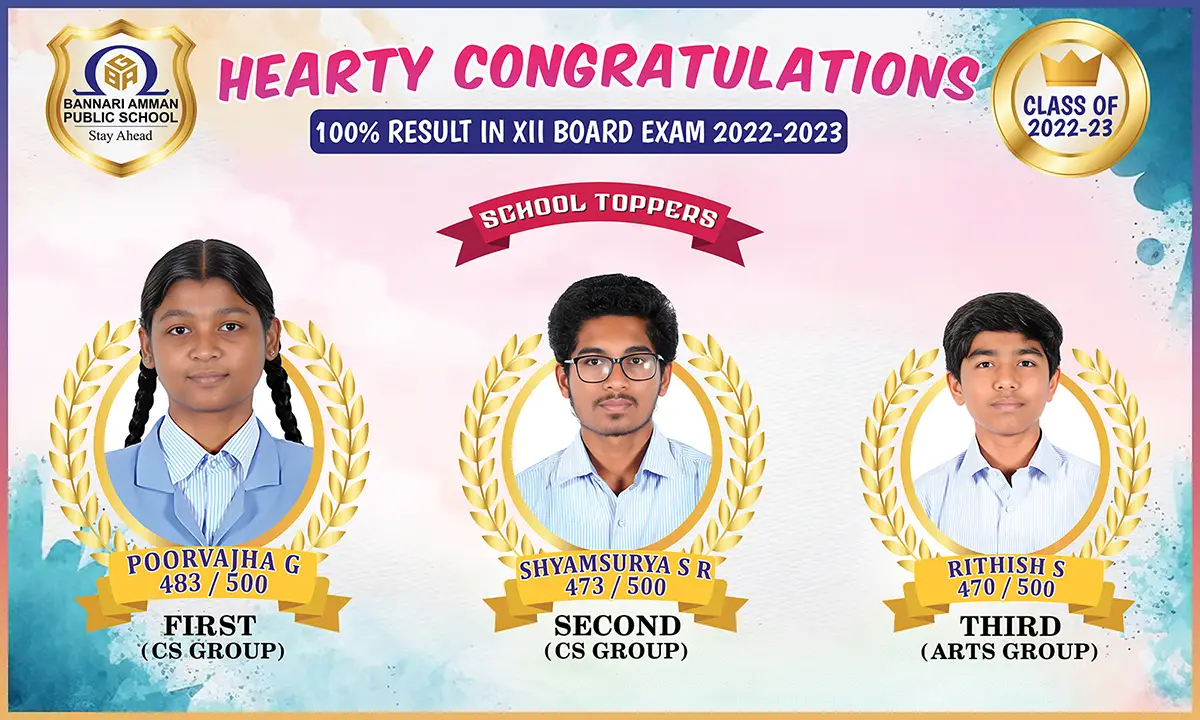 GBA
BANNARI AMMAN
PUBLIC SCHOOL
Stay Ahead
HEARTY CONGRATULATIONS
100% RESULT IN XII BOARD EXAM 2022-2023
CLASS OF
2022-23
SCHOOL TOPPERS
POORVAJHA G
483 / 500
FIRST
(CS GROUP)
SHYAMSURYA S R
473 / 500
SECOND
(CS GROUP)
RITHISH S
470 / 500
THIRD
(ARTS GROUP)